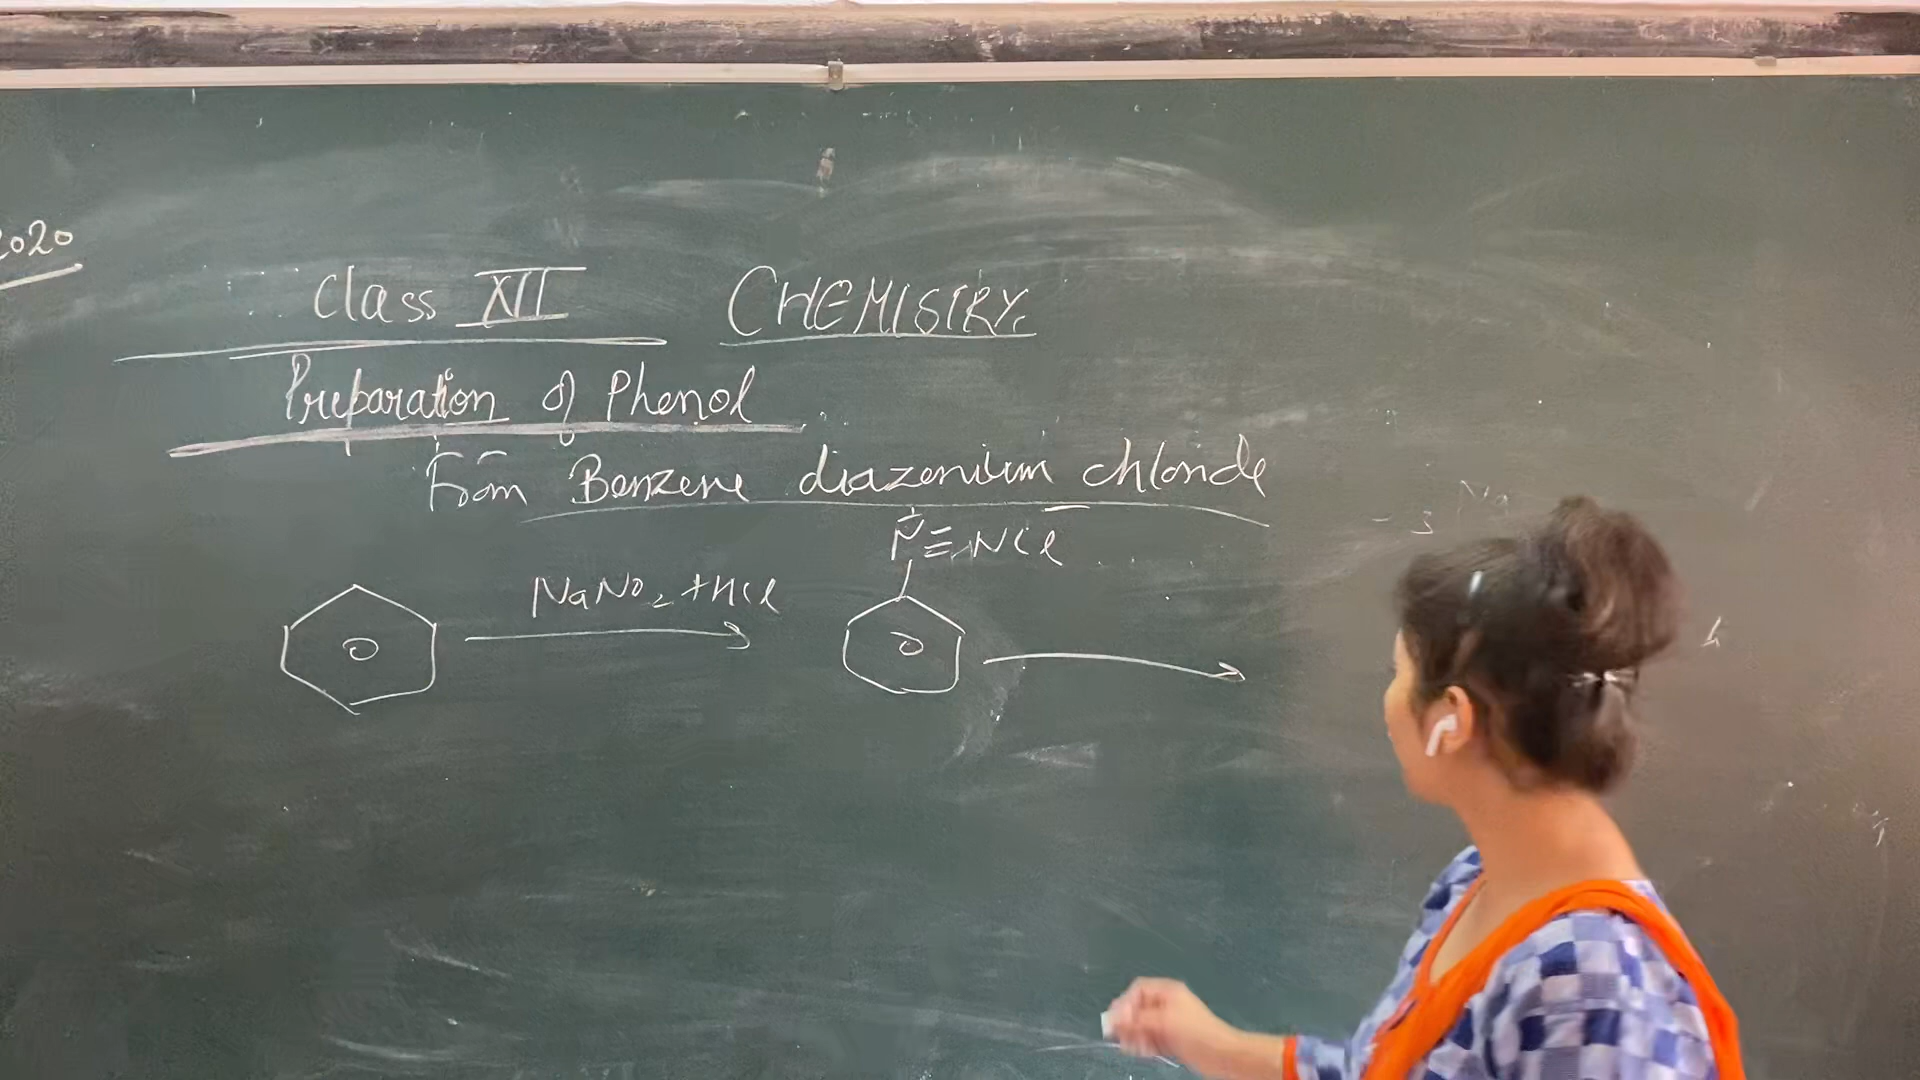 2020
Class XII CHEMISTRY
Preparation of Phenol
From Benzene diazonium chloride
N≡NCl
NaNO2 + HCl